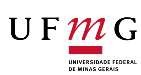 UFMG
UNIVERSIDADE FEDERAL
DE MINAS GERAIS